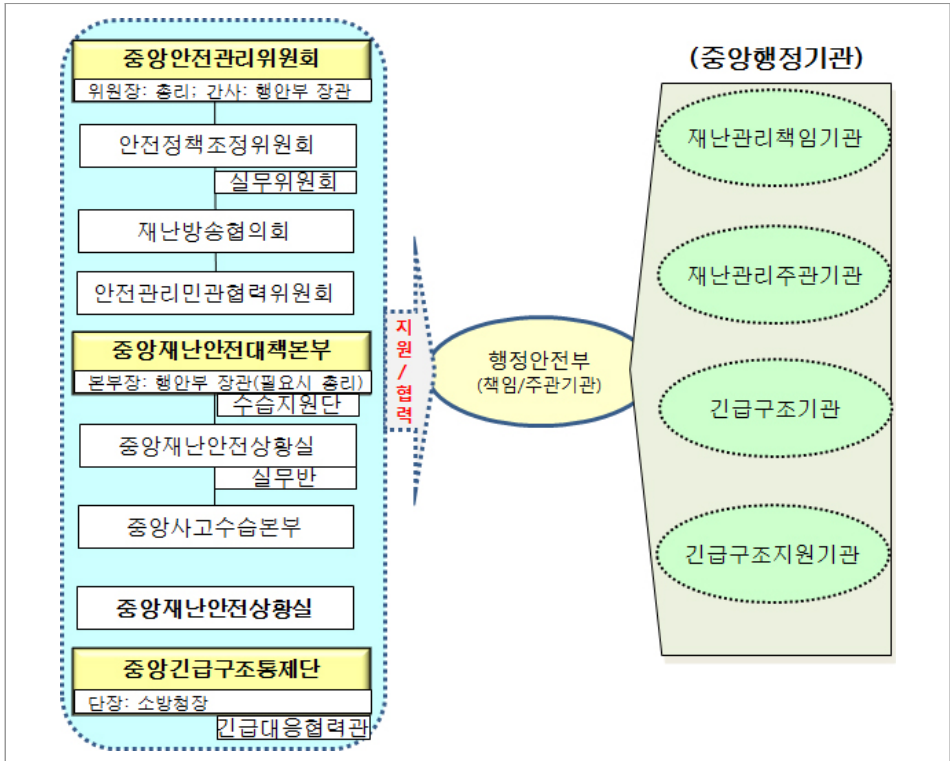 중앙안전관리위원회
위원장: 총리; 간사: 행안부 장관
안전정책조정위원회
실무위원회
재난방송협의회
안전관리민관협력위원회
중앙재난안전대책본부
본부장: 행안부 장관(필요시 총리)
수습지원단
중앙재난안전상황실
실무반
중앙사고수습본부
중앙재난안전상황실
중앙긴급구조통제단
단장: 소방청장
긴급대응협력관
지
원
/
협
력
행정안전부
(책임/주관기관)
(중앙행정기관)
재난관리책임기관
재난관리주관기관
긴급구조기관
긴급구조지원기관